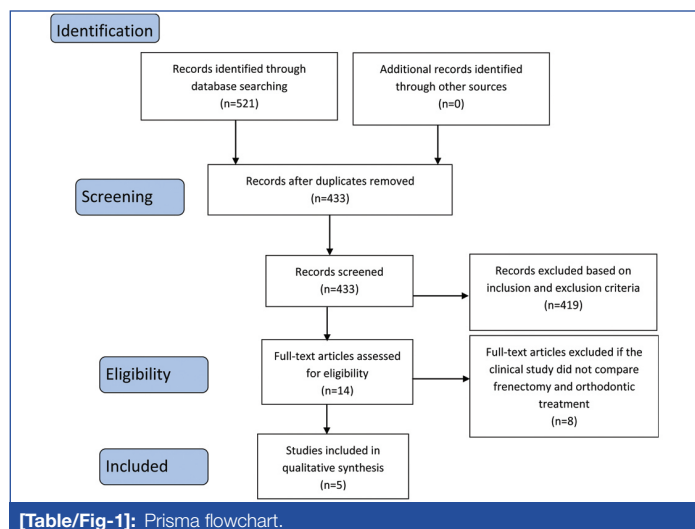 Identification
Records identified through
database searching
(n=521)
Additional records identified
through other sources
(n=0)
Screening
Records after duplicates removed
(n=433)
Records screened
(n=433)
Records excluded based on
inclusion and exclusion criteria
(n=419)
Eligibility
Full-text articles assessed
for eligibility
(n=14)
Full-text articles excluded if the
clinical study did not compare
frenectomy and orthodontic
treatment
(n=8)
Included
Studies included in
qualitative synthesis
(n=5)
[Table/Fig-1]: Prisma flowchart.